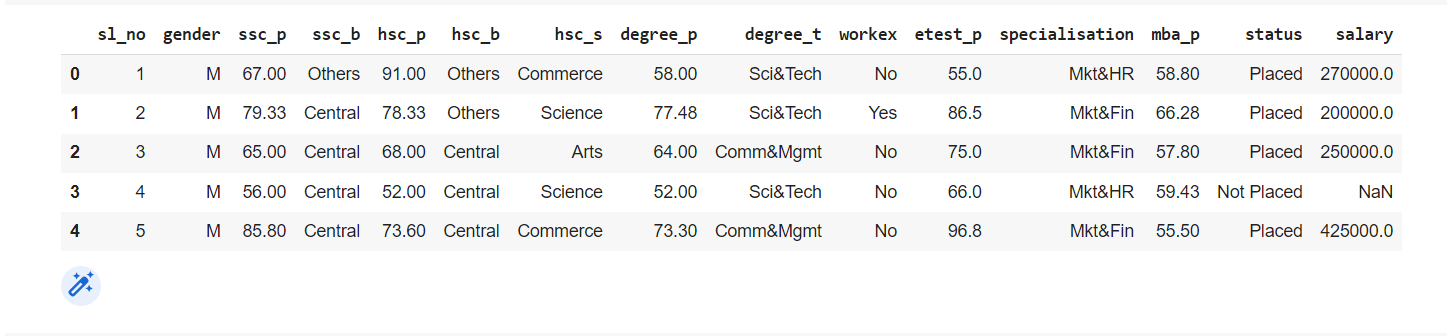 sl_no gender ssc_p ssc_b hsc_p hsc_b hsc_s degree_p degree_t workex etest_p specialisation mba_p status salary
0 1 M 67.00 Others 91.00 Others Commerce 58.00 Sci&Tech No 55.0 Mkt&HR 58.80 Placed 270000.0
1 2 M 79.33 Central 78.33 Others Science 77.48 Sci&Tech Yes 86.5 Mkt&Fin 66.28 Placed 200000.0
2 3 M 65.00 Central 68.00 Central Arts 64.00 Comm&Mgmt No 75.0 Mkt&Fin 57.80 Placed 250000.0
3 4 M 56.00 Central 52.00 Central Science 52.00 Sci&Tech No 66.0 Mkt&HR 59.43 Not Placed NaN
4 5 M 85.80 Central 73.60 Central Commerce 73.30 Comm&Mgmt No 96.8 Mkt&Fin 55.50 Placed 425000.0